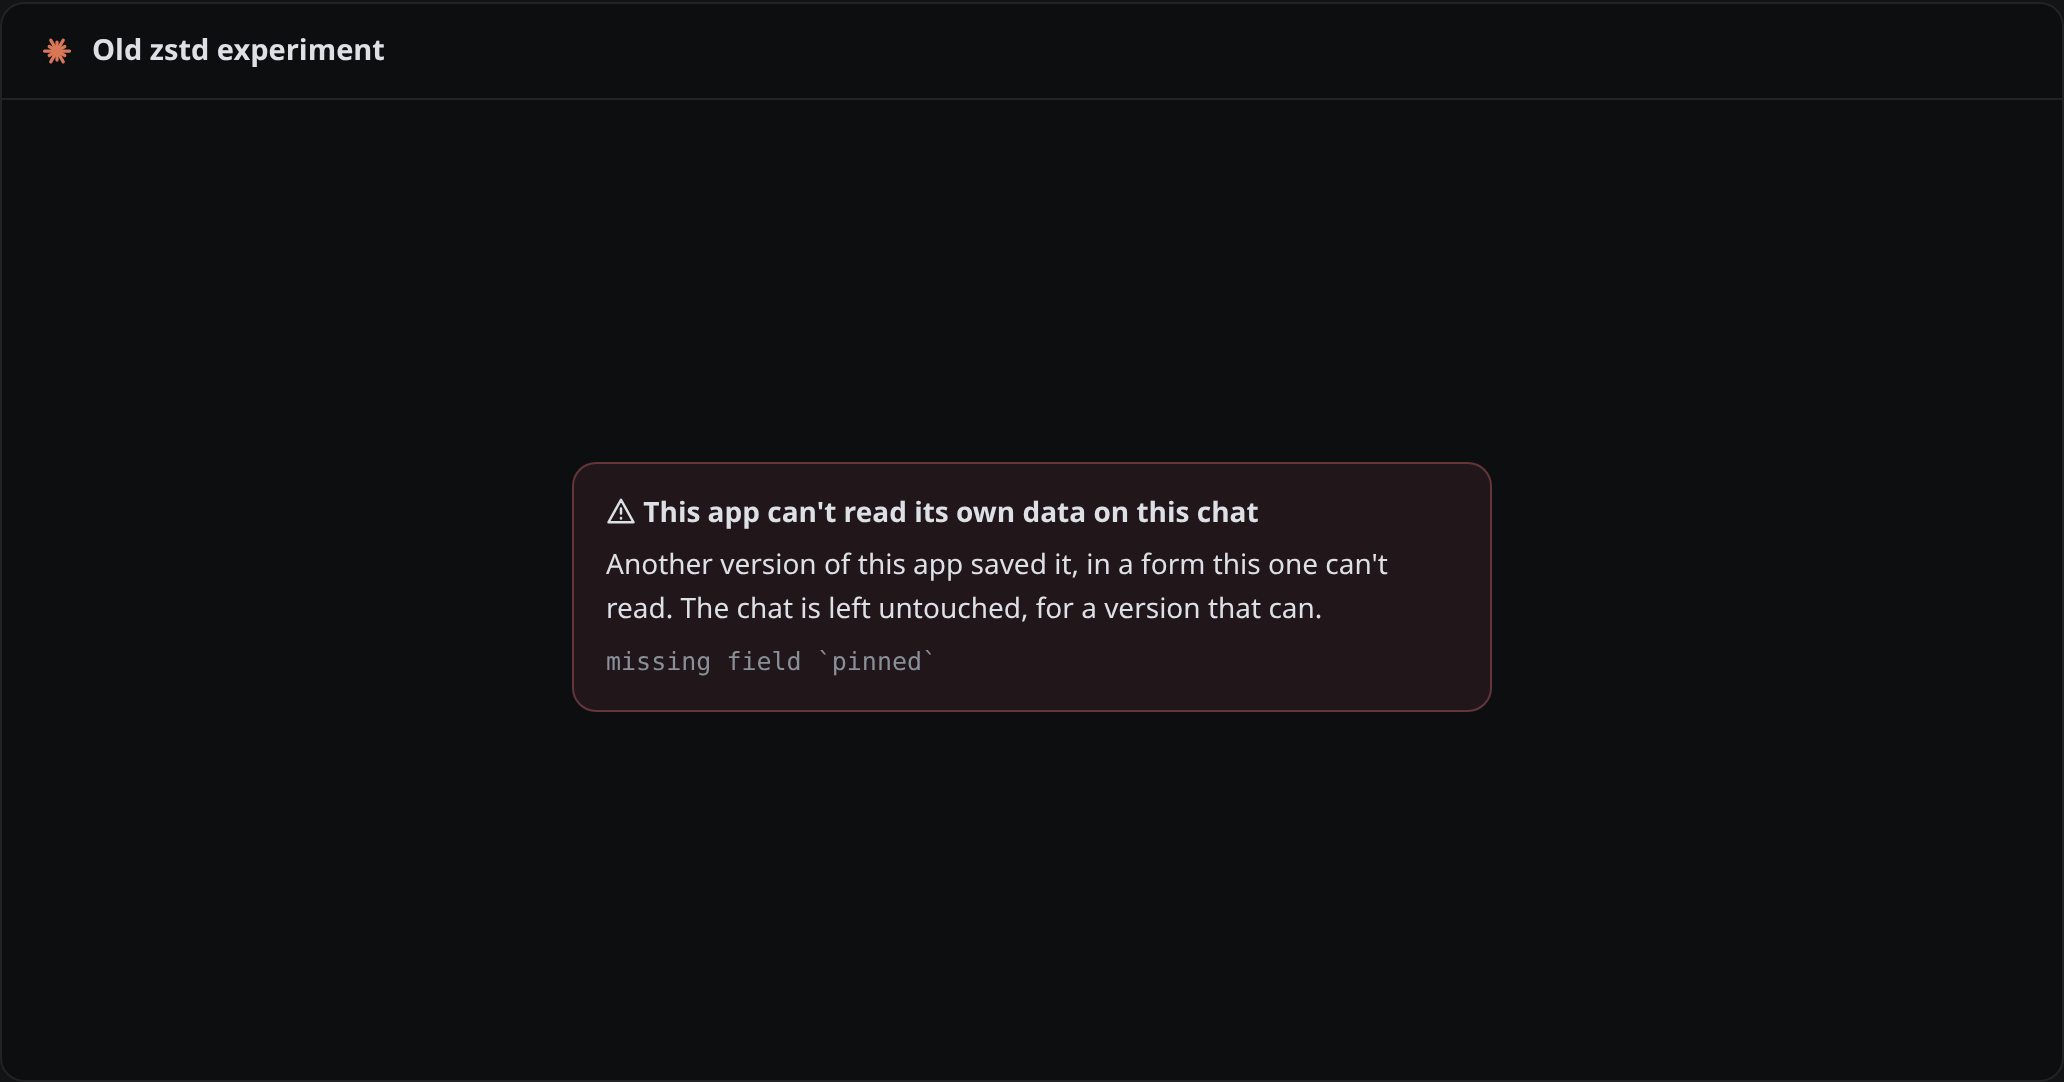 Old zstd experiment
This app can't read its own data on this chat
Another version of this app saved it, in a form this one can't
read. The chat is left untouched, for a version that can.
missing field `pinned`